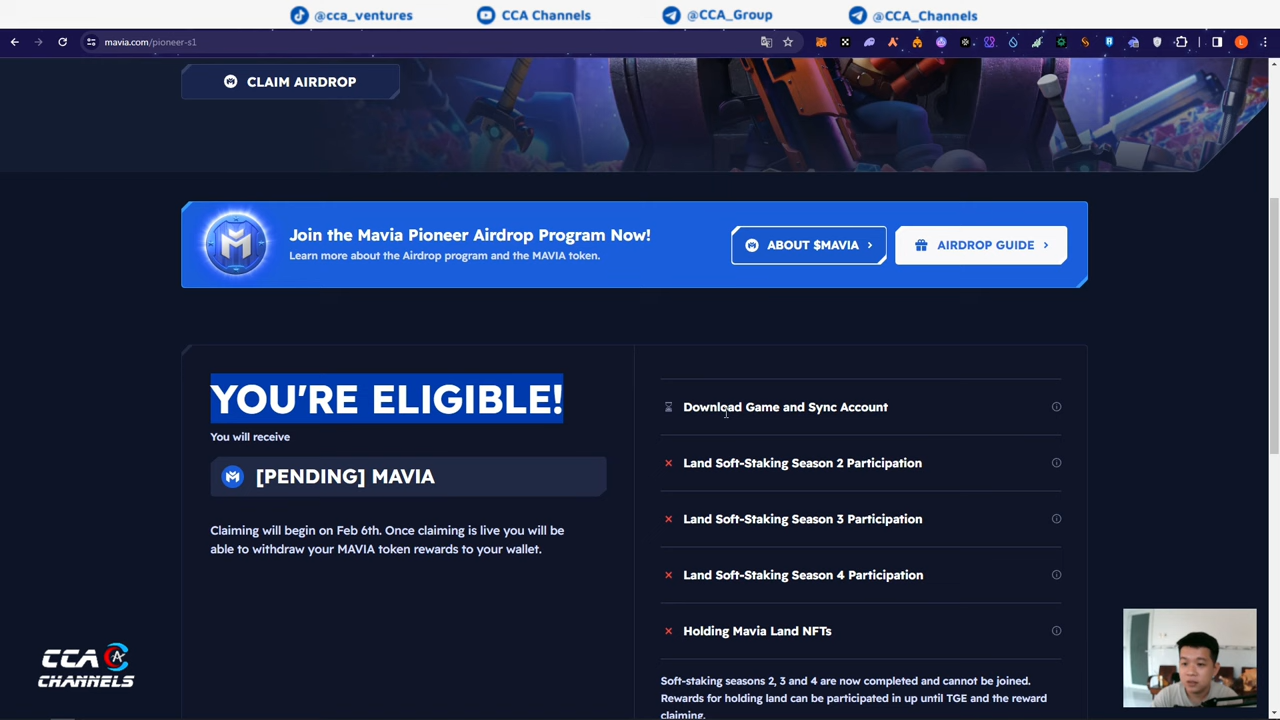 @cca_ventures
CCA Channels
@CCA_Group
@CCA_Channels
mavia.com/pioneer-s1
CLAIM AIRDROP
Join the Mavia Pioneer Airdrop Program Now!
Learn more about the Airdrop program and the MAVIA token.
ABOUT $MAVIA
AIRDROP GUIDE
YOU'RE ELIGIBLE!
You will receive
[PENDING] MAVIA
Claiming will begin on Feb 6th. Once claiming is live you will be
able to withdraw your MAVIA token rewards to your wallet.
Download Game and Sync Account
Land Soft-Staking Season 2 Participation
Land Soft-Staking Season 3 Participation
Land Soft-Staking Season 4 Participation
Holding Mavia Land NFTs
Soft-staking seasons 2, 3 and 4 are now completed and cannot be joined.
Rewards for holding land can be participated in up until TGE and the reward
claiming.
CCA
CHANNELS